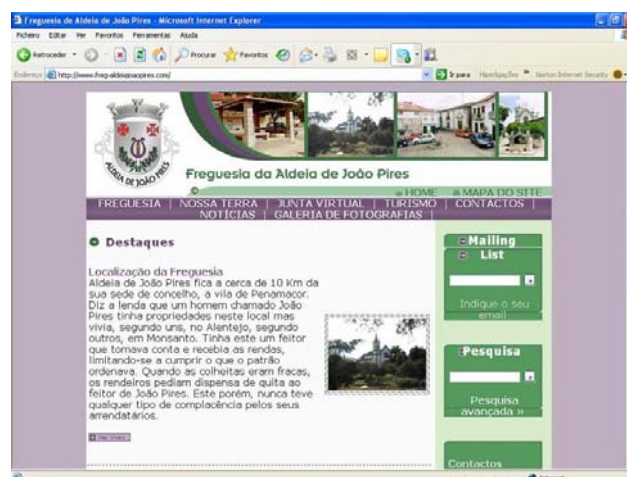 Freguesia de Aldeia de João Pires - Microsoft Internet Explorer
Ficheiro Editar Ver Favoritos Ferramentas Ajuda
Retroceder Procurar Favoritos
Endereço http://www.freg-aldeiajoaopires.com/ Ir para Hiperligações Norton Internet Security
ALDEIA DE JOÃO PIRES
Freguesia da Aldeia de João Pires
HOME MAPA DO SITE
FREGUESIA | NOSSA TERRA | JUNTA VIRTUAL | TURISMO | CONTACTOS |
NOTÍCIAS | GALERIA DE FOTOGRAFIAS |
Destaques
Localização da Freguesia
Aldeia de João Pires fica a cerca de 10 Km da
sua sede de concelho, a vila de Penamacor.
Diz a lenda que um homem chamado João
Pires tinha propriedades neste local mas
vivia, segundo uns, no Alentejo, segundo
outros, em Monsanto. Tinha este um feitor
que tomava conta e recebia as rendas,
limitando-se a cumprir o que o patrão
ordenava. Quando as colheitas eram fracas,
os rendeiros pediam dispensa de quita ao
feitor de João Pires. Este porém, nunca teve
qualquer tipo de complacência pelos seus
arrendatários.
Mailing
List
Indique o seu
email
Pesquisa
Pesquisa
avançada »
Contactos